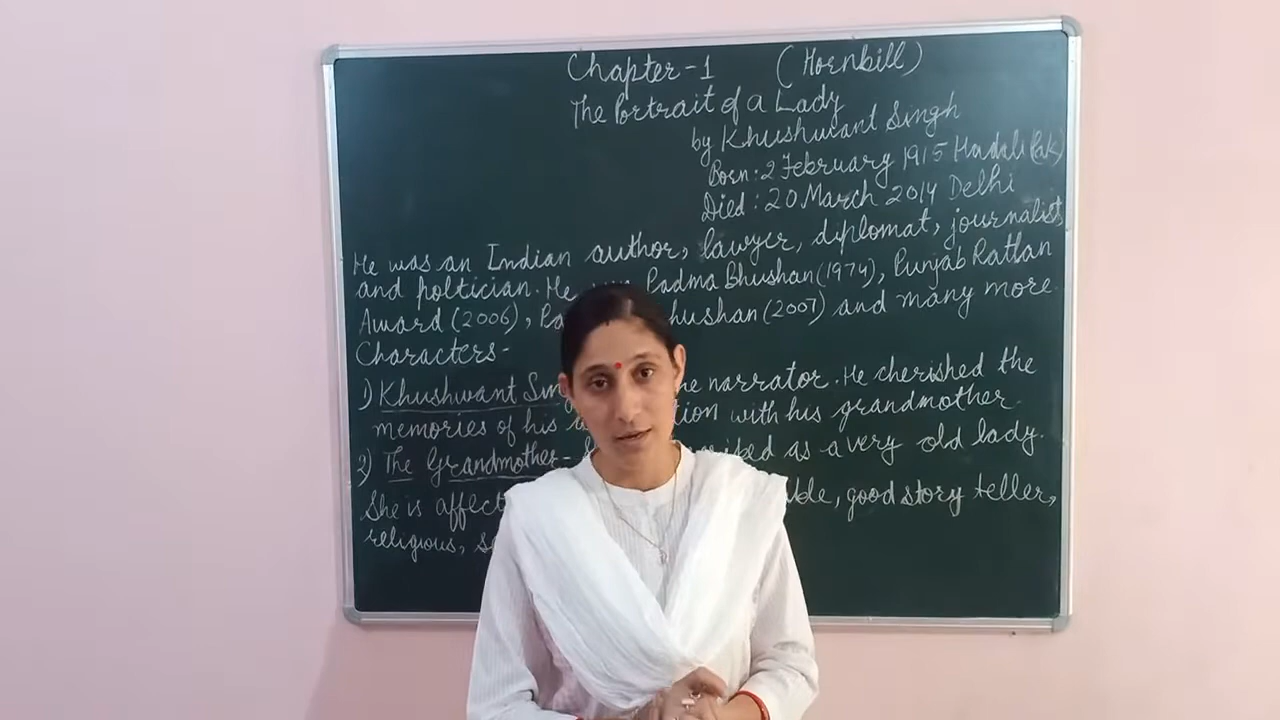 Chapter-1 (Hornbill)
The Portrait of a Lady
by Khushwant Singh
Born: 2 February 1915 Hadali (Pak)
Died: 20 March 2014 Delhi
He was an Indian author, lawyer, diplomat, journalist
and poltician. He Padma Bhushan (1974), Punjab Rattan
Award (2006), hushan (2007) and many more
Characters-
1) Khushwant narrator. He cherished the
memories of his with his grandmother
2) The Grandmother- as a very old lady.
She is good story teller,
religious,